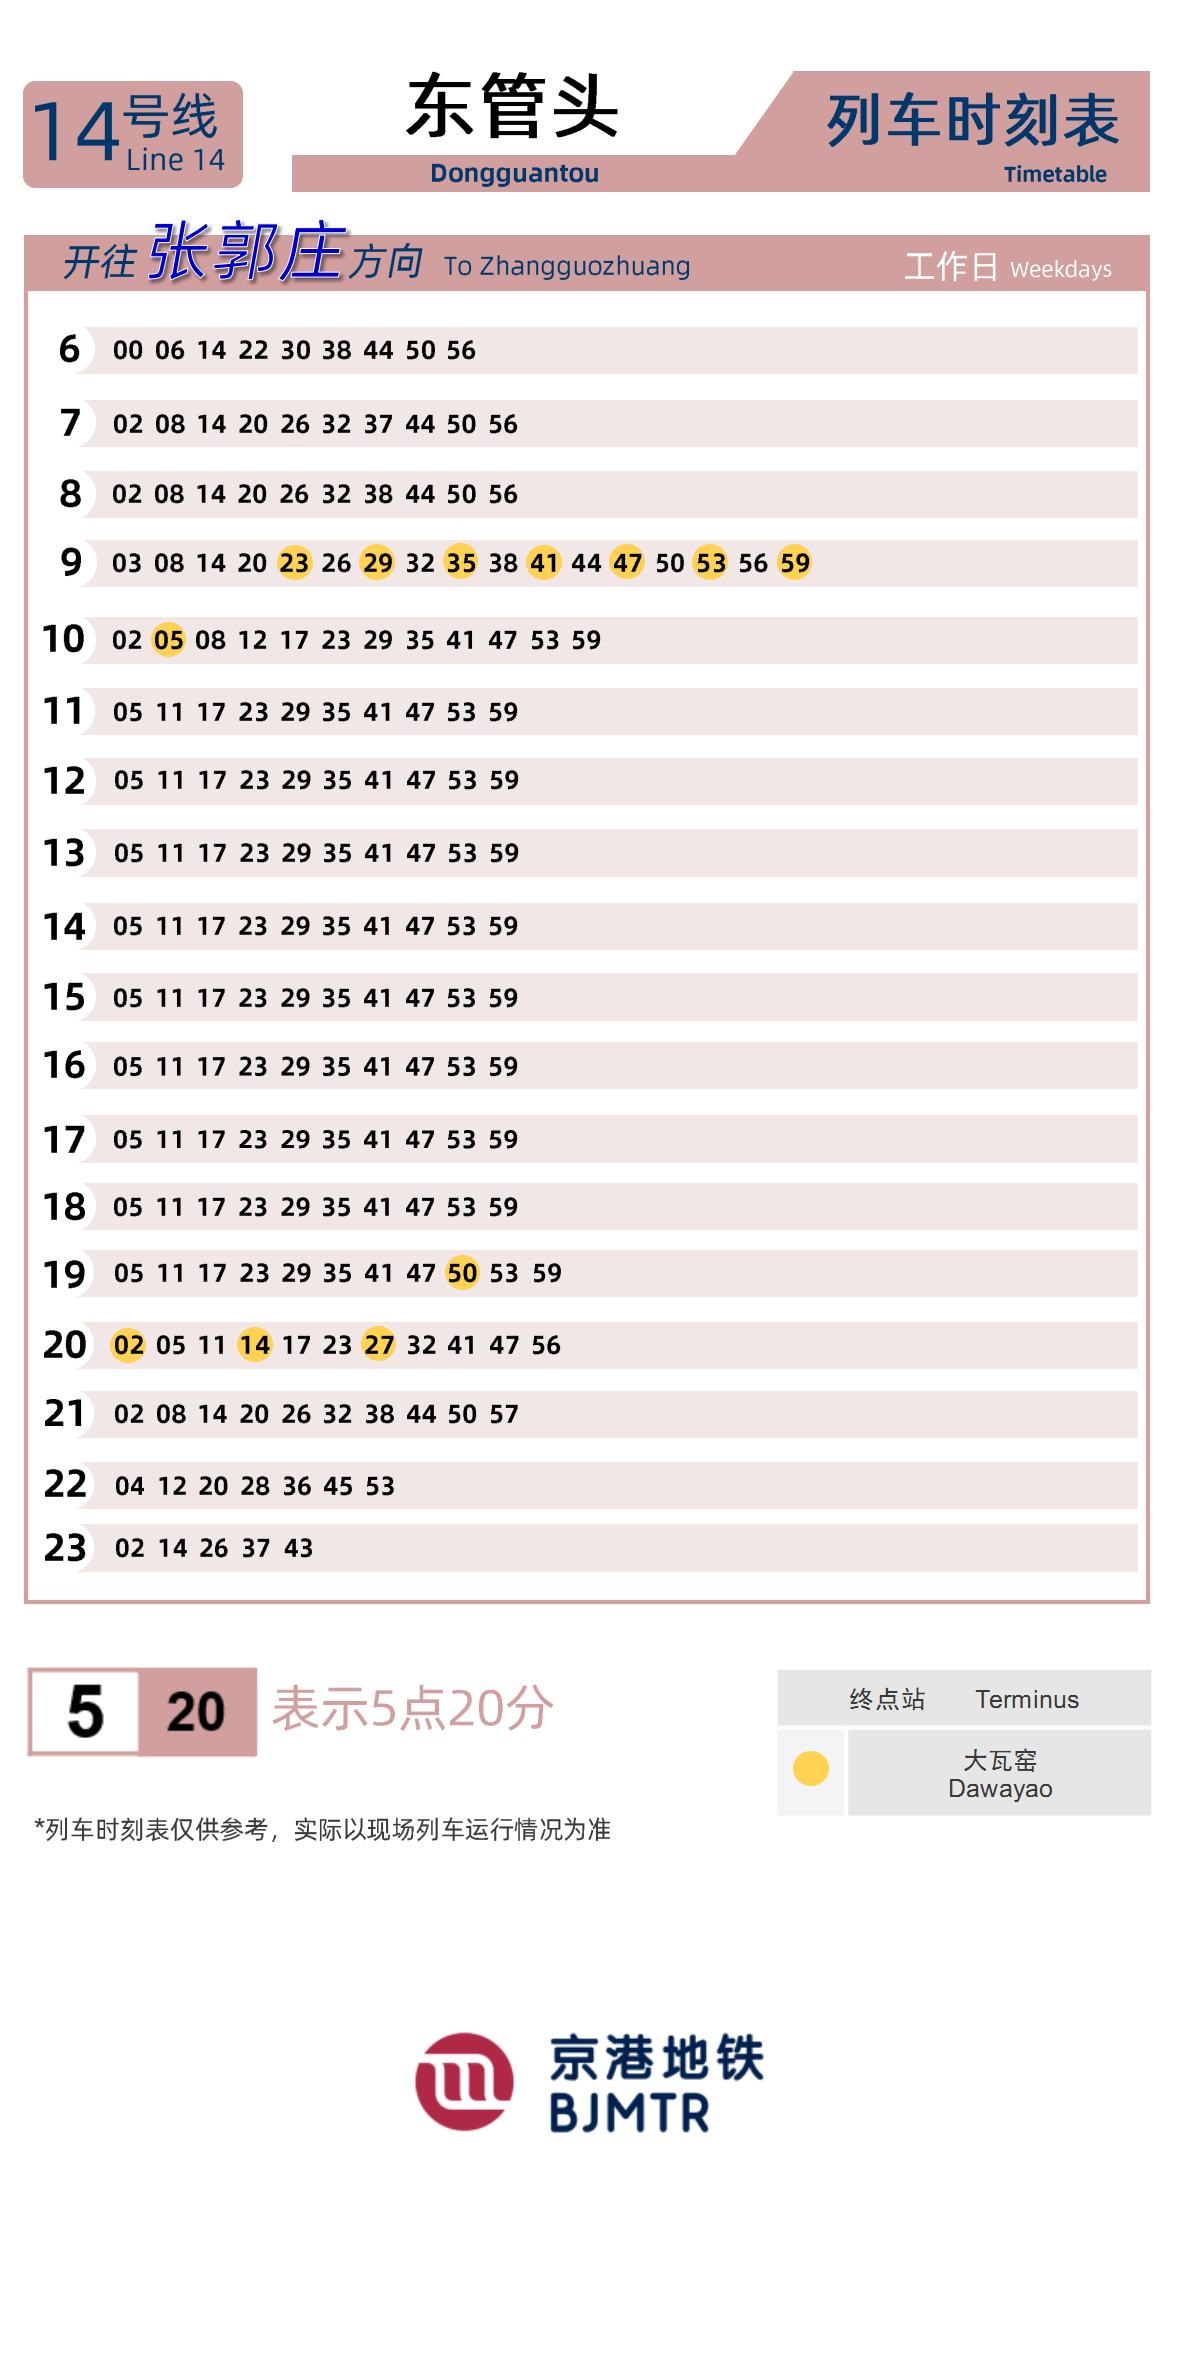 14号线
Line 14
东管头
Dongguantou
列车时刻表
Timetable
开往 张郭庄 方向 To Zhangguozhuang 工作日 Weekdays
6 00 06 14 22 30 38 44 50 56
7 02 08 14 20 26 32 37 44 50 56
8 02 08 14 20 26 32 38 44 50 56
9 03 08 14 20 23 26 29 32 35 38 41 44 47 50 53 56 59
10 02 05 08 12 17 23 29 35 41 47 53 59
11 05 11 17 23 29 35 41 47 53 59
12 05 11 17 23 29 35 41 47 53 59
13 05 11 17 23 29 35 41 47 53 59
14 05 11 17 23 29 35 41 47 53 59
15 05 11 17 23 29 35 41 47 53 59
16 05 11 17 23 29 35 41 47 53 59
17 05 11 17 23 29 35 41 47 53 59
18 05 11 17 23 29 35 41 47 53 59
19 05 11 17 23 29 35 41 47 50 53 59
20 02 05 11 14 17 23 27 32 41 47 56
21 02 08 14 20 26 32 38 44 50 57
22 04 12 20 28 36 45 53
23 02 14 26 37 43
5 20 表示5点20分
终点站 Terminus
大瓦窑
Dawayao
*列车时刻表仅供参考，实际以现场列车运行情况为准
京港地铁
BJMTR